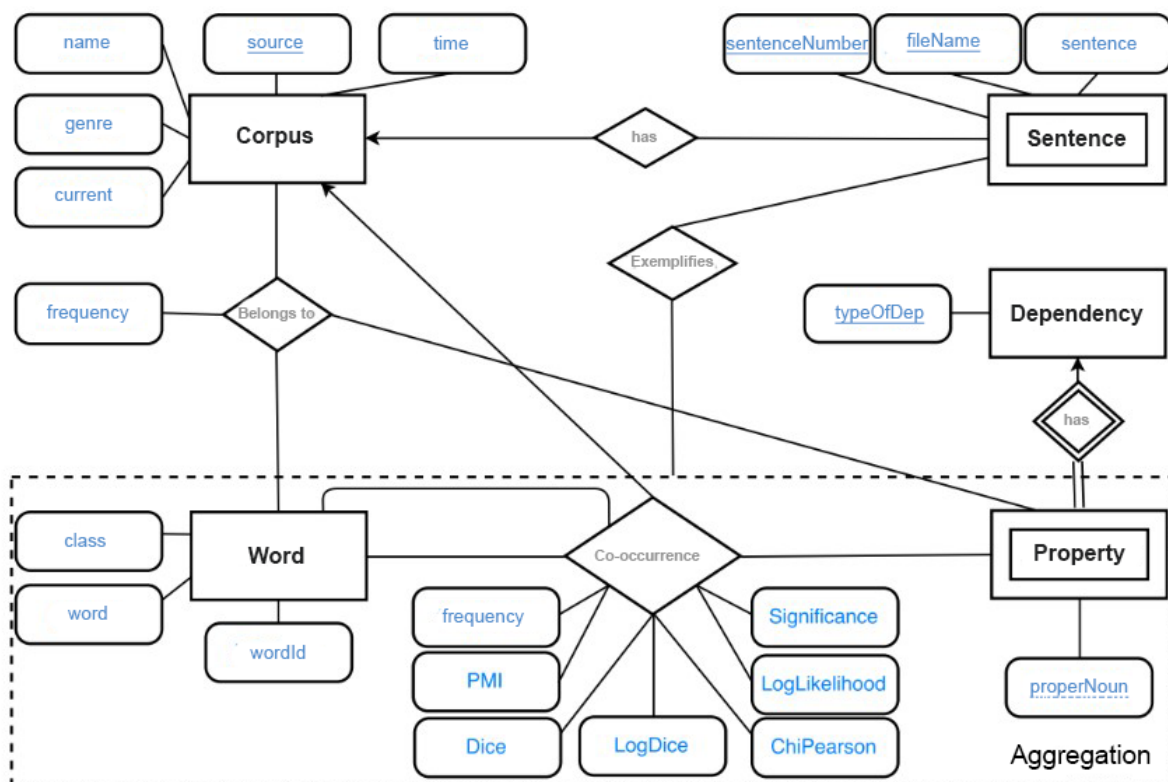 name
source
time
sentenceNumber
fileName
sentence
genre
Corpus
has
Sentence
current
Exemplifies
frequency
Belongs to
typeOfDep
Dependency
has
class
Word
Co-occurrence
Property
word
frequency
Significance
wordId
PMI
LogLikelihood
properNoun
Dice
LogDice
ChiPearson
Aggregation